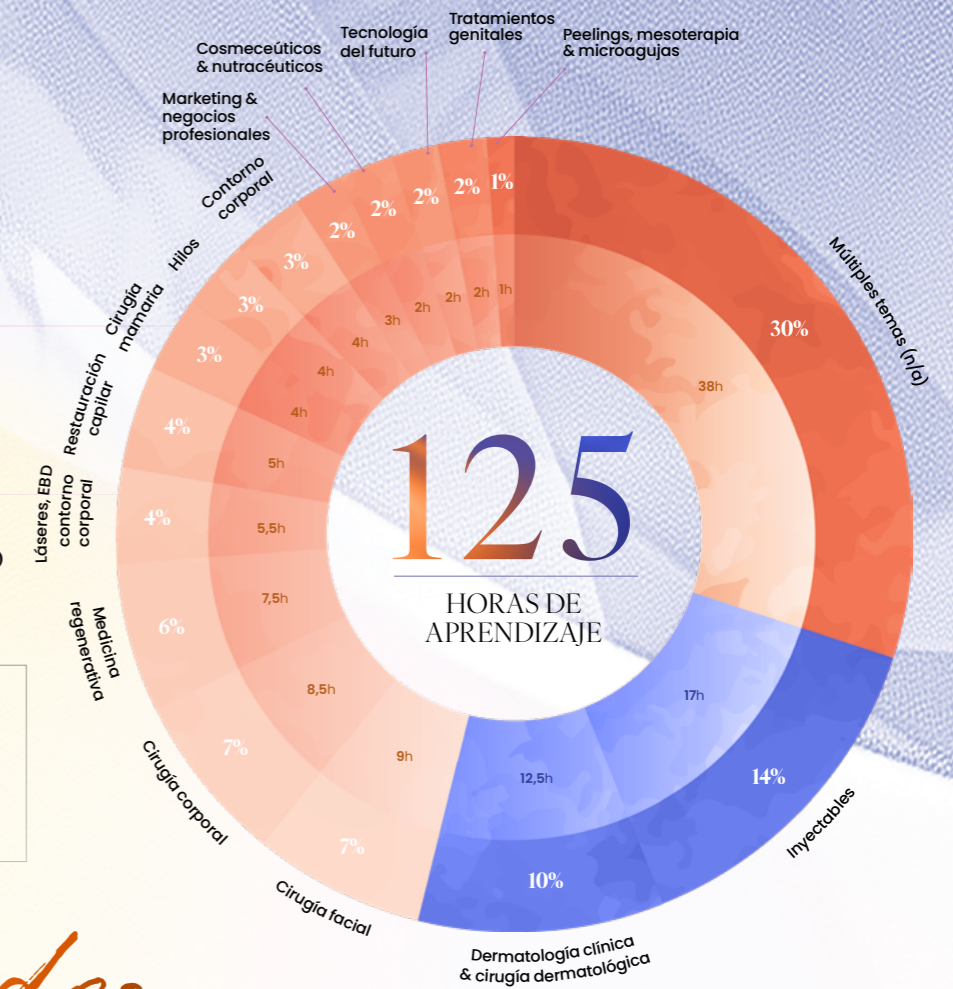 Tratamientos
genitales
Tecnología
del futuro
Peelings, mesoterapia
& microagujas
Cosmeceúticos
& nutracéuticos
Marketing &
negocios
profesionales
Contorno
corporal
Hilos
Cirugía
mamaria
Restauración
capilar
Láseres, EBD
contorno
corporal
Medicina
regenerativa
Cirugía corporal
Cirugía facial
Dermatología clínica
& cirugía dermatológica
Inyectables
Múltiples temas (n/a)
30%
14%
10%
7%
7%
6%
4%
4%
3%
3%
3%
2%
2%
2%
2%
1%
38h
17h
12,5h
9h
8,5h
7,5h
5,5h
5h
4h
4h
4h
3h
2h
2h
2h
1h
125
HORAS DE
APRENDIZAJE